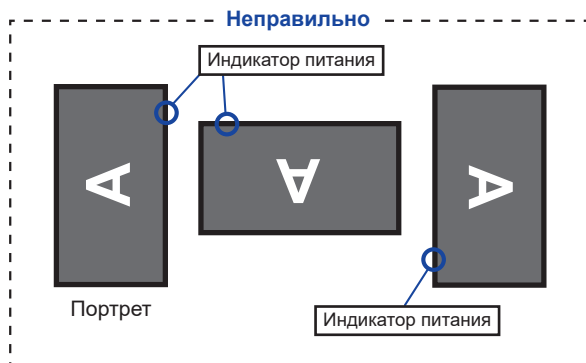 Неправильно
Индикатор питания
A
A
A
Портрет
Индикатор питания